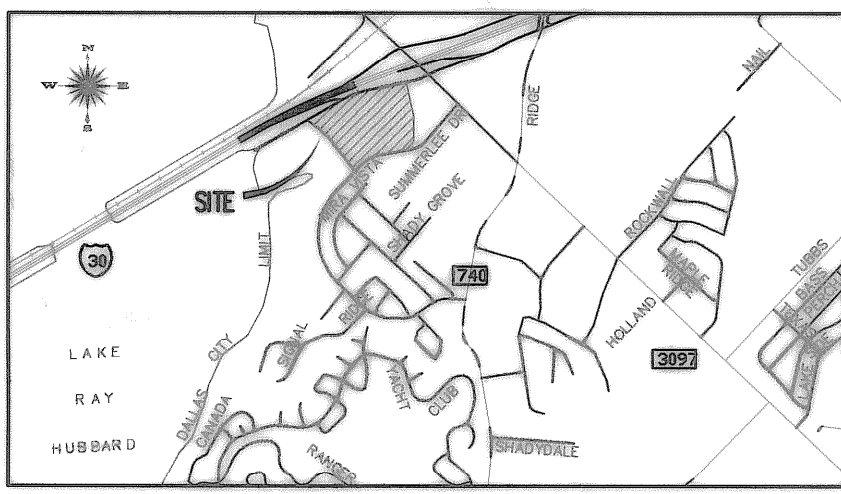 N
W E
S
SITE
30
LAKE
RAY
HUBBARD
DALLAS CITY LIMIT
MIRA VISTA
SUMMERLEE DR
SHADY GROVE
RIDGE
740
SIGNAL RIDGE
YACHT CLUB
CANADA
RANGER
SHADYDALE
NAIL
ROCKWALL
MAPLE
RIDGE
HOLLAND
3097
TUBBS
BASS
PERCH
LAKE